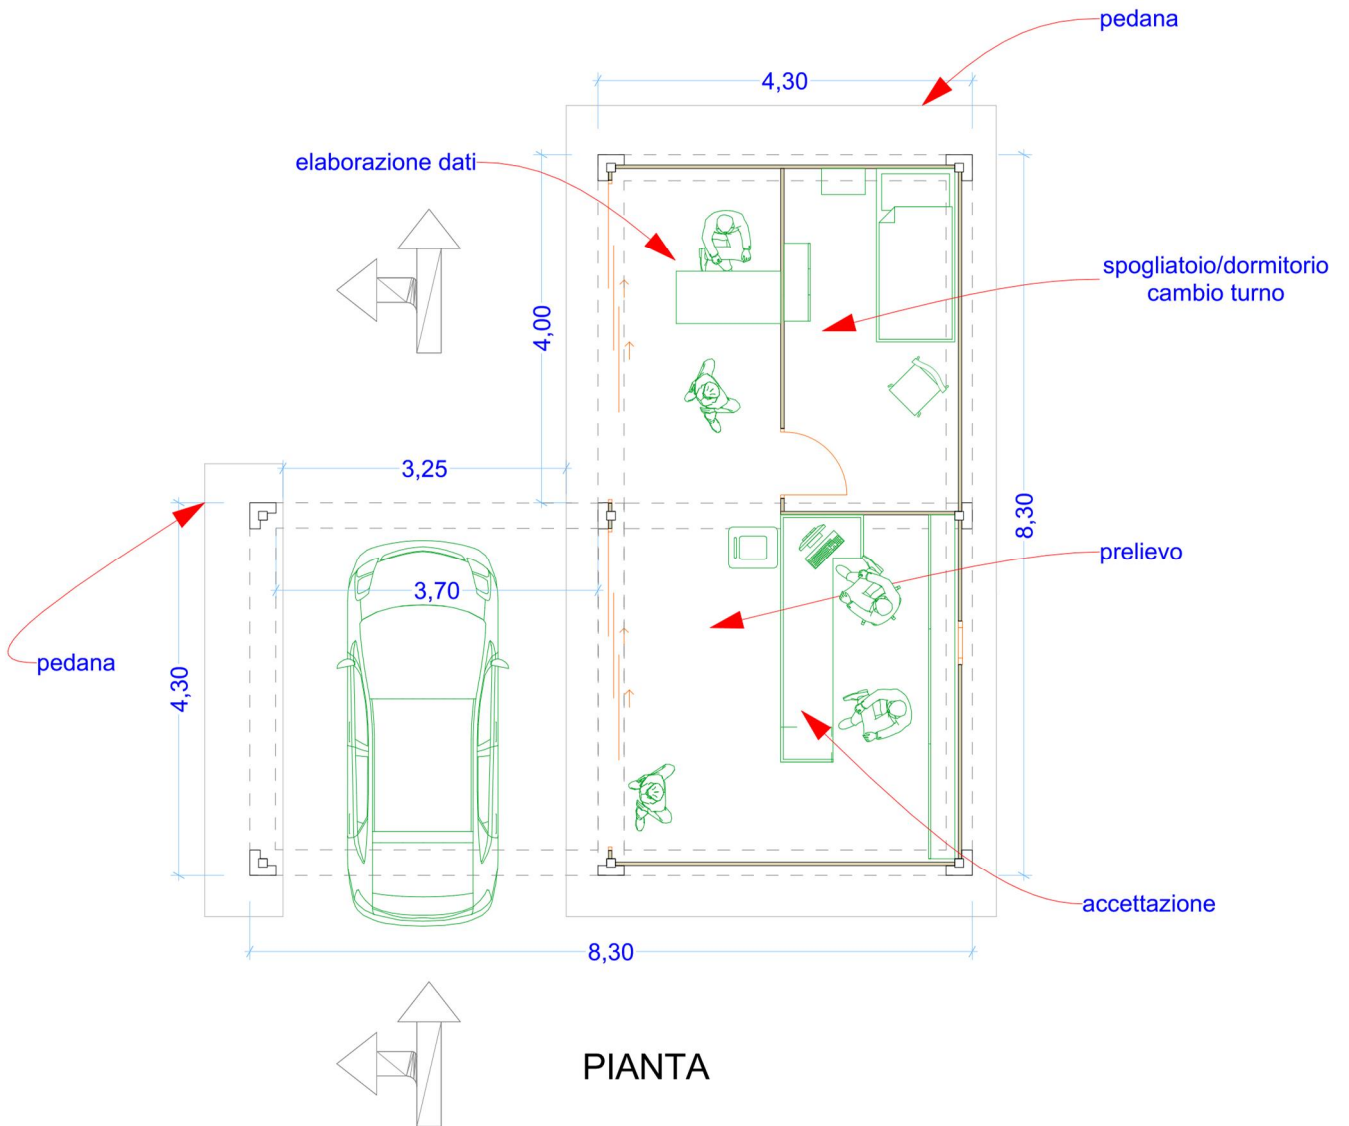 pedana
4,30
elaborazione dati
spogliatoio/dormitorio
cambio turno
4,00
3,25
8,30
prelievo
3,70
pedana
4,30
accettazione
8,30
PIANTA